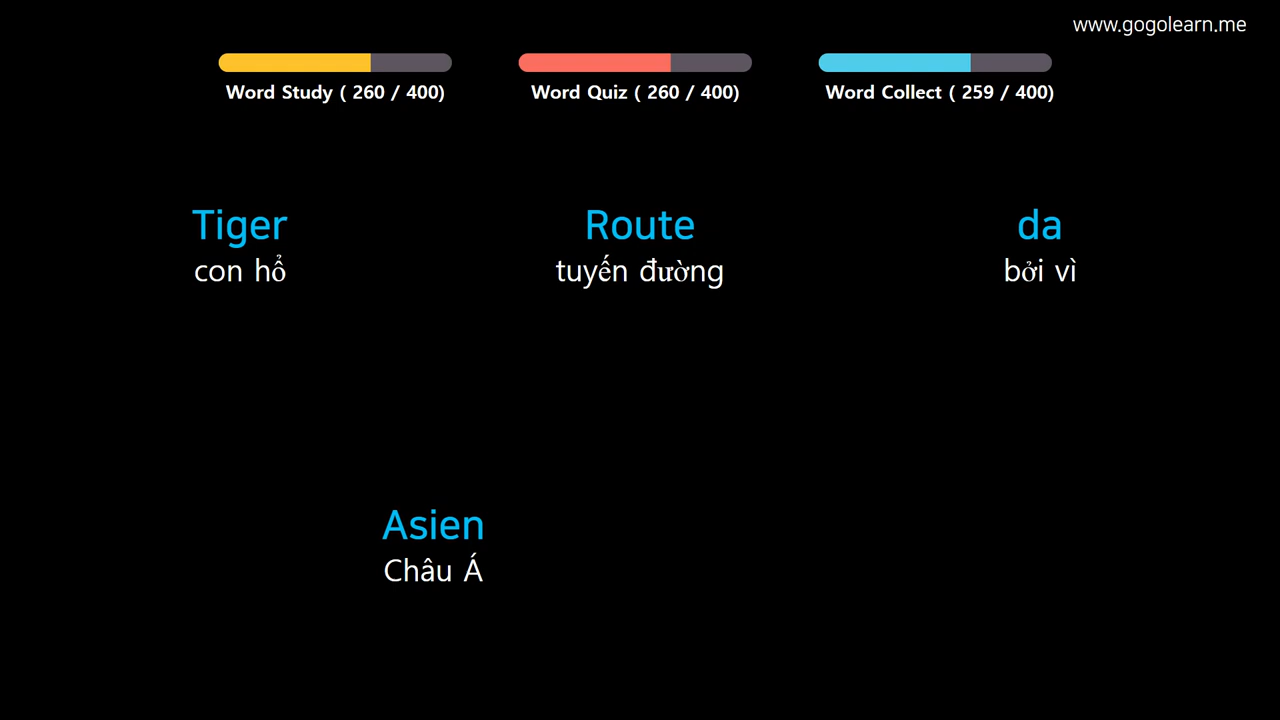 www.gogolearn.me
Word Study ( 260 / 400)
Word Quiz ( 260 / 400)
Word Collect ( 259 / 400)
Tiger
con hổ
Route
tuyến đường
da
bởi vì
Asien
Châu Á